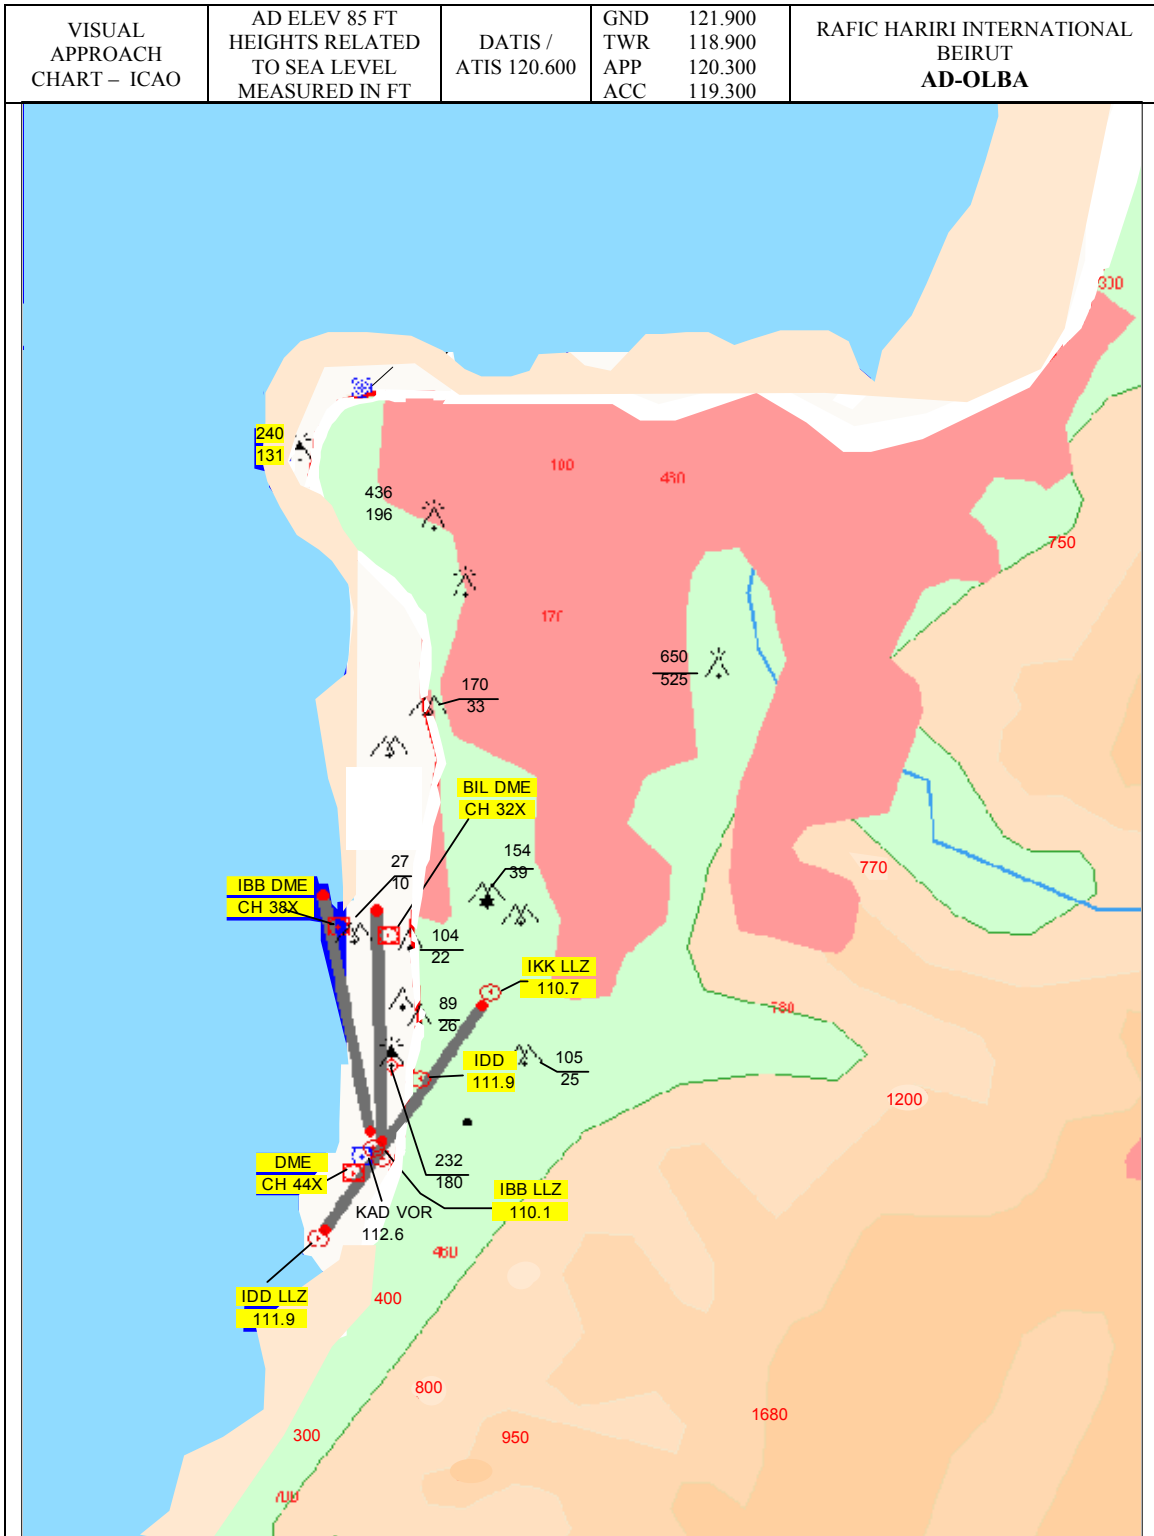 VISUAL
APPROACH
CHART – ICAO
AD ELEV 85 FT
HEIGHTS RELATED
TO SEA LEVEL
MEASURED IN FT
DATIS /
ATIS 120.600
GND 121.900
TWR 118.900
APP 120.300
ACC 119.300
RAFIC HARIRI INTERNATIONAL
BEIRUT
AD-OLBA
300
240
131
100
430
436
196
750
170
650
525
170
33
BIL DME
CH 32X
154
39
27
10
770
IBB DME
CH 38X
104
22
IKK LLZ
110.7
89
26
780
IDD
111.9
105
25
1200
DME
CH 44X
232
180
IBB LLZ
110.1
KAD VOR
112.6
400
IDD LLZ
111.9
800
1680
300
950